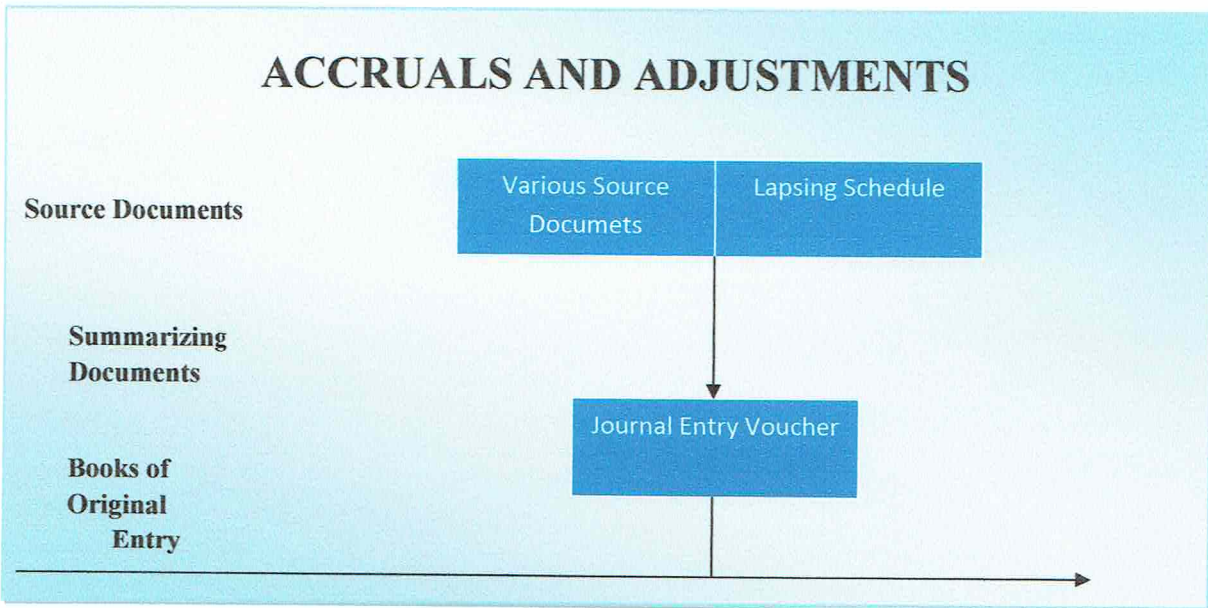 ACCRUALS AND ADJUSTMENTS
Source Documents
Various Source
Documets
Lapsing Schedule
Summarizing
Documents
Journal Entry Voucher
Books of
Original
Entry